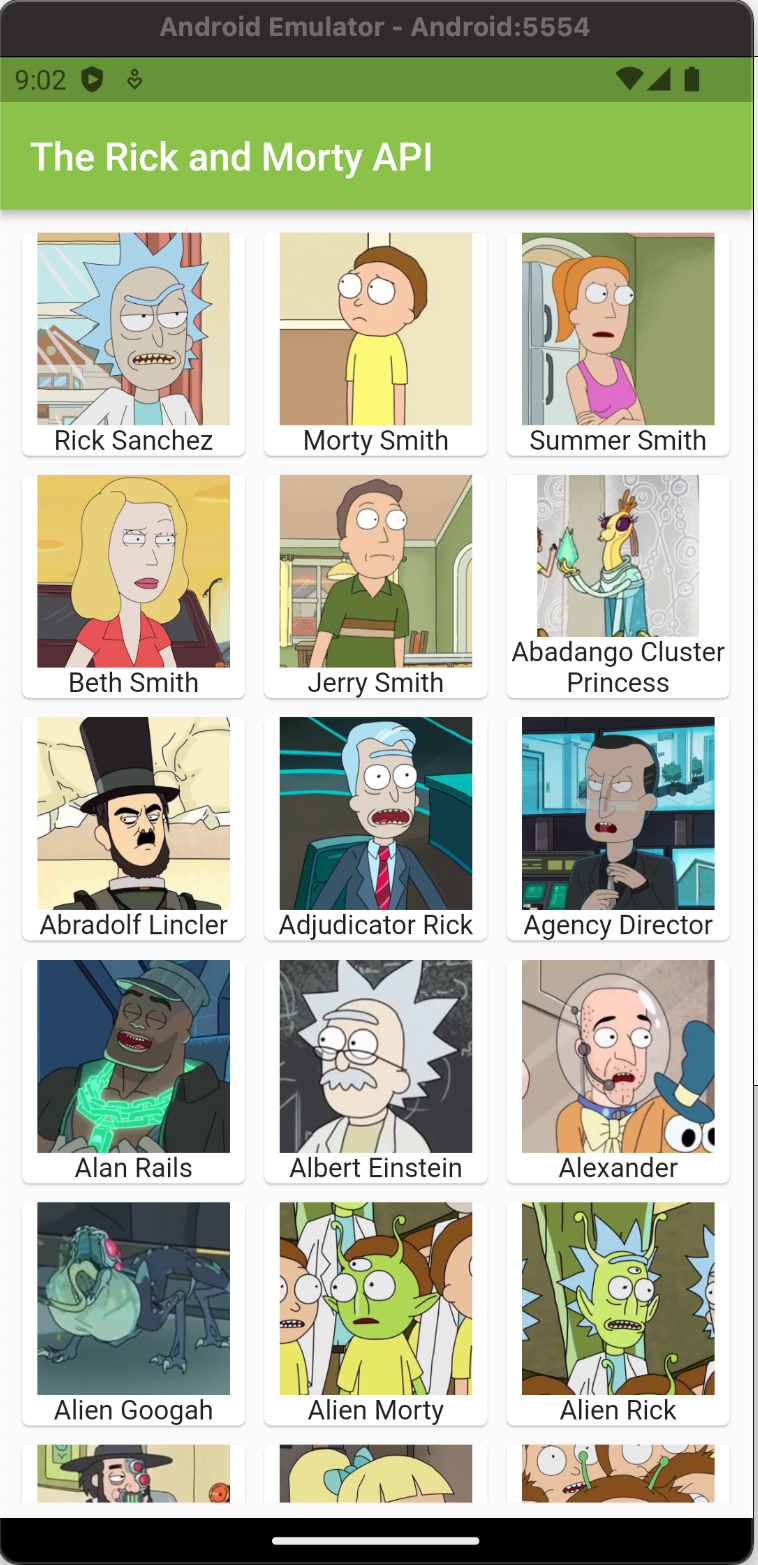 Android Emulator - Android:5554
9:02
The Rick and Morty API
Rick Sanchez
Morty Smith
Summer Smith
Beth Smith
Jerry Smith
Abadango Cluster
Princess
Abradolf Lincler
Adjudicator Rick
Agency Director
Alan Rails
Albert Einstein
Alexander
Alien Googah
Alien Morty
Alien Rick